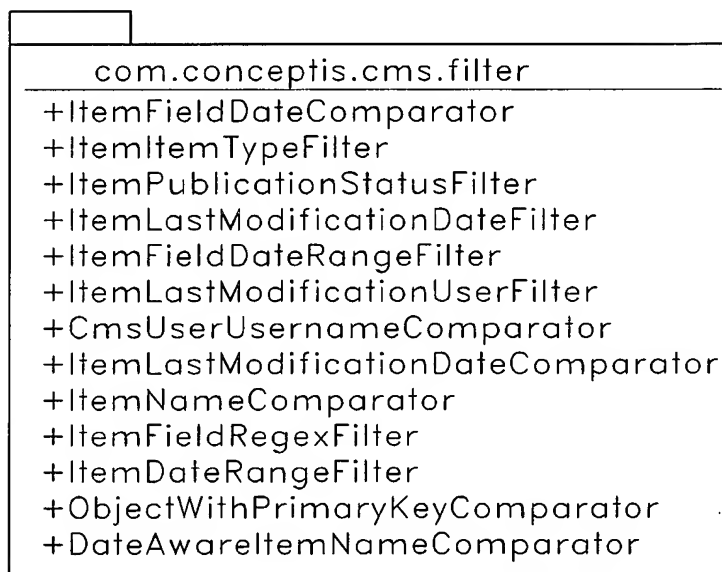 com.conceptis.cms.filter
+ItemFieldDateComparator
+ItemItemTypeFilter
+ItemPublicationStatusFilter
+ItemLastModificationDateFilter
+ItemFieldDateRangeFilter
+ItemLastModificationUserFilter
+CmsUserUsernameComparator
+ItemLastModificationDateComparator
+ItemNameComparator
+ItemFieldRegexFilter
+ItemDateRangeFilter
+ObjectWithPrimaryKeyComparator
+DateAwareItemNameComparator